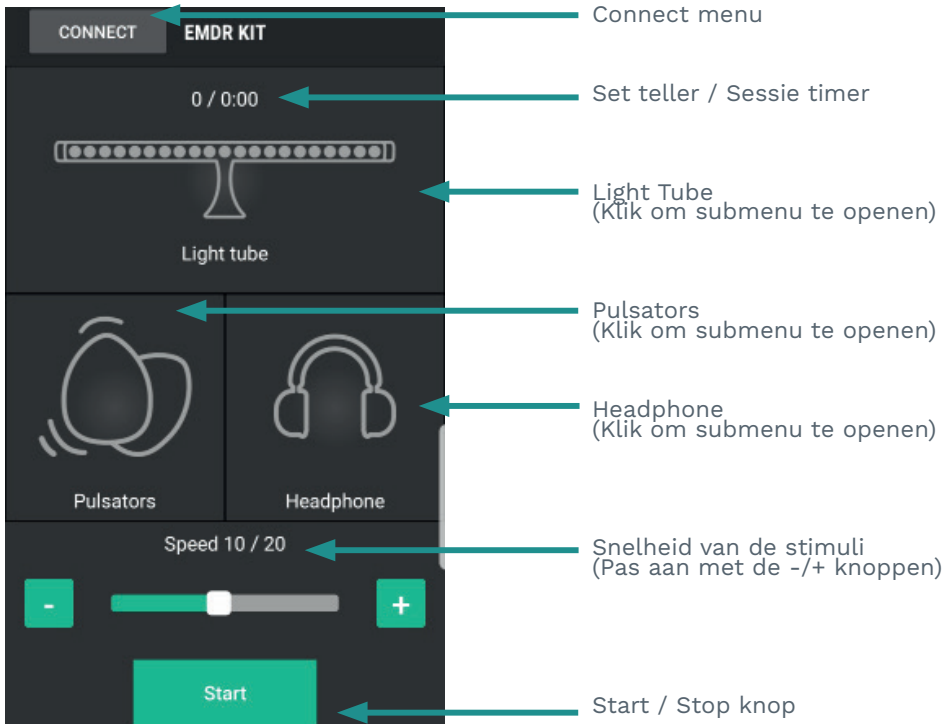 CONNECT EMDR KIT
Connect menu
0 / 0:00
Set teller / Sessie timer
Light Tube
(Klik om submenu te openen)
Light tube
Pulsators
(Klik om submenu te openen)
Headphone
(Klik om submenu te openen)
Pulsators
Headphone
Speed 10 / 20
Snelheid van de stimuli
(Pas aan met de -/+ knoppen)
- +
Start
Start / Stop knop